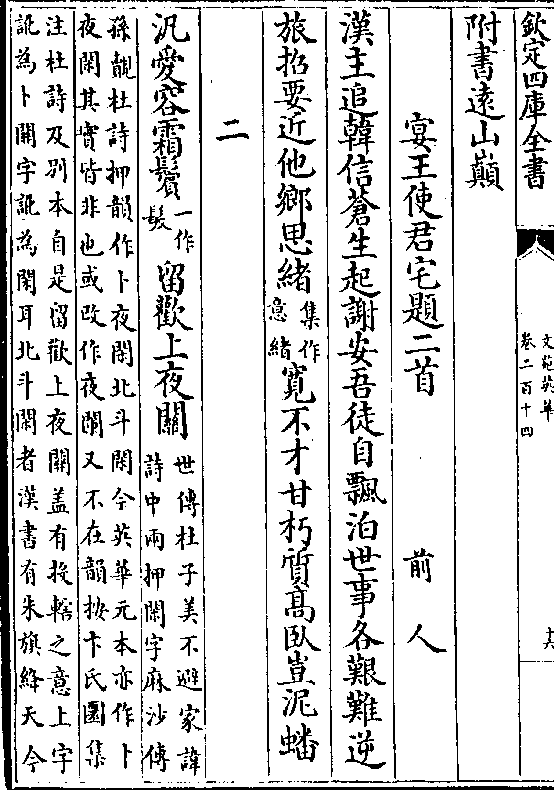 欽定四庫全書
文苑英華
卷二百十四
十六
附書遠山巔
宴王使君宅題二首
前人
漢主追韓信蒼生起謝安吾徒自飄泊世事各艱難逆
旅招要近他鄉思緒集作意緒寛不才甘朽質髙臥豈泥蟠
二
汎愛容霜鬢一作髮留歡上夜關世傳杜子美不避家諱詩中兩押閑字麻沙傳
孫覿杜詩押韻作卜夜閑北斗閑今英華元本亦作卜
夜閑其實皆非也或改作夜闌又不在韻按卞氏圜集
注杜詩及别本自是留歡上夜關盖有投轄之意上字
訛為卜關字訛為閑耳北斗閑者漢書有朱旗絳天今